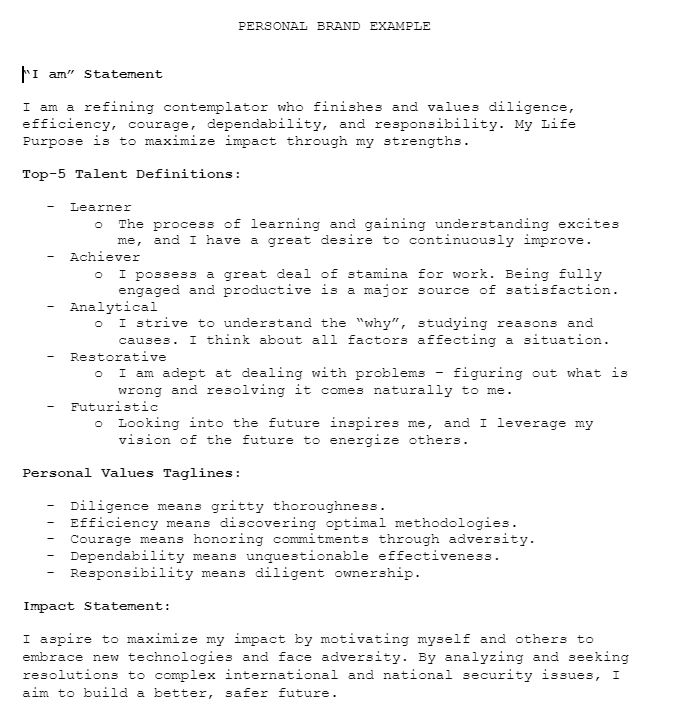 PERSONAL BRAND EXAMPLE
“I am” Statement
I am a refining contemplator who finishes and values diligence,
efficiency, courage, dependability, and responsibility. My Life
Purpose is to maximize impact through my strengths.
Top-5 Talent Definitions:
- Learner
o The process of learning and gaining understanding excites
me, and I have a great desire to continuously improve.
- Achiever
o I possess a great deal of stamina for work. Being fully
engaged and productive is a major source of satisfaction.
- Analytical
o I strive to understand the “why”, studying reasons and
causes. I think about all factors affecting a situation.
- Restorative
o I am adept at dealing with problems – figuring out what is
wrong and resolving it comes naturally to me.
- Futuristic
o Looking into the future inspires me, and I leverage my
vision of the future to energize others.
Personal Values Taglines:
- Diligence means gritty thoroughness.
- Efficiency means discovering optimal methodologies.
- Courage means honoring commitments through adversity.
- Dependability means unquestionable effectiveness.
- Responsibility means diligent ownership.
Impact Statement:
I aspire to maximize my impact by motivating myself and others to
embrace new technologies and face adversity. By analyzing and seeking
resolutions to complex international and national security issues, I
aim to build a better, safer future.